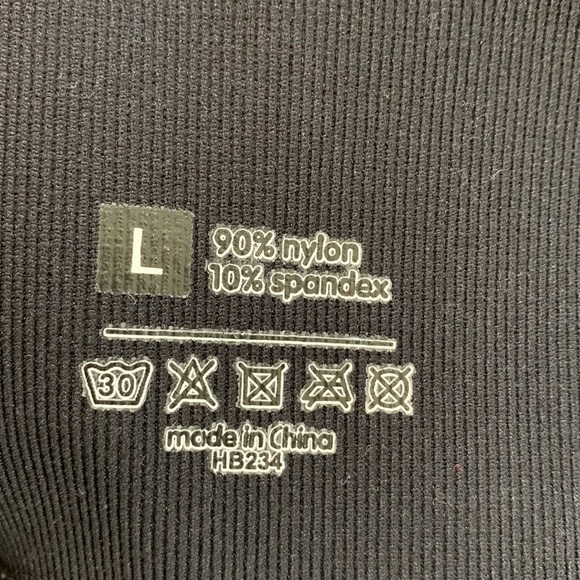 L
90% nylon
10% spandex
30
made in China
HB234